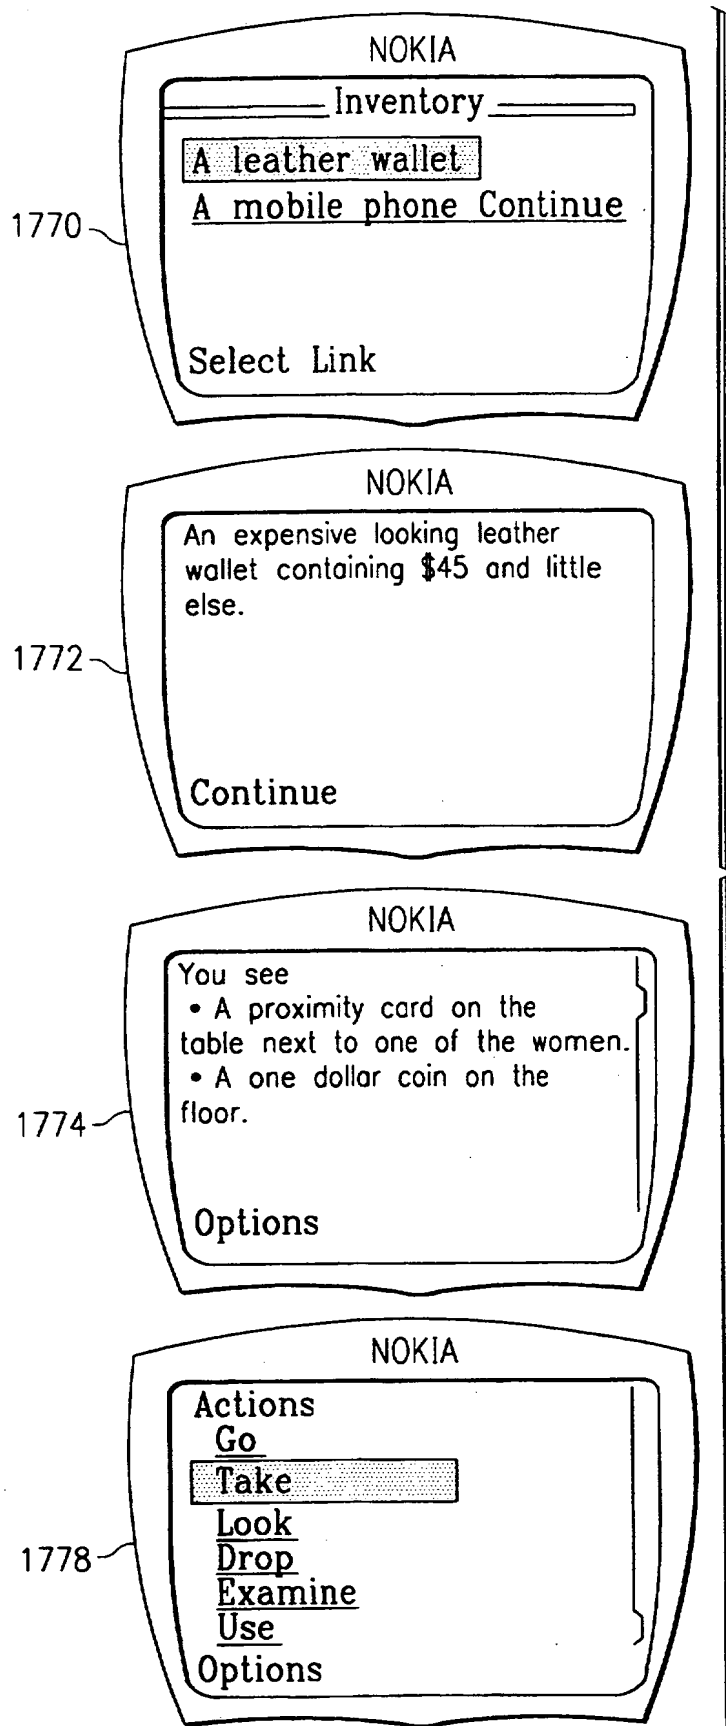 NOKIA
Inventory
A leather wallet
A mobile phone Continue
1770
Select Link
NOKIA
An expensive looking leather
wallet containing $45 and little
else.
1772
Continue
NOKIA
You see
• A proximity card on the
table next to one of the women.
• A one dollar coin on the
floor.
1774
Options
NOKIA
Actions
Go
Take
Look
Drop
1778
Examine
Use
Options